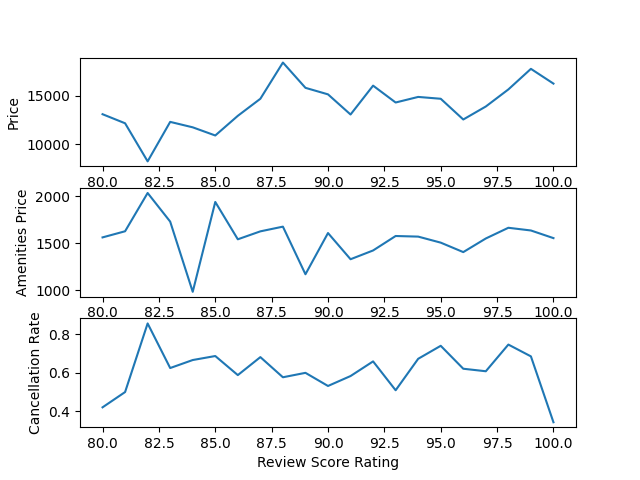 Price
15000
10000
80.0 82.5 85.0 87.5 90.0 92.5 95.0 97.5 100.0
Amenities Price
2000
1500
1000
80.0 82.5 85.0 87.5 90.0 92.5 95.0 97.5 100.0
Cancellation Rate
0.8
0.6
0.4
80.0 82.5 85.0 87.5 90.0 92.5 95.0 97.5 100.0
Review Score Rating